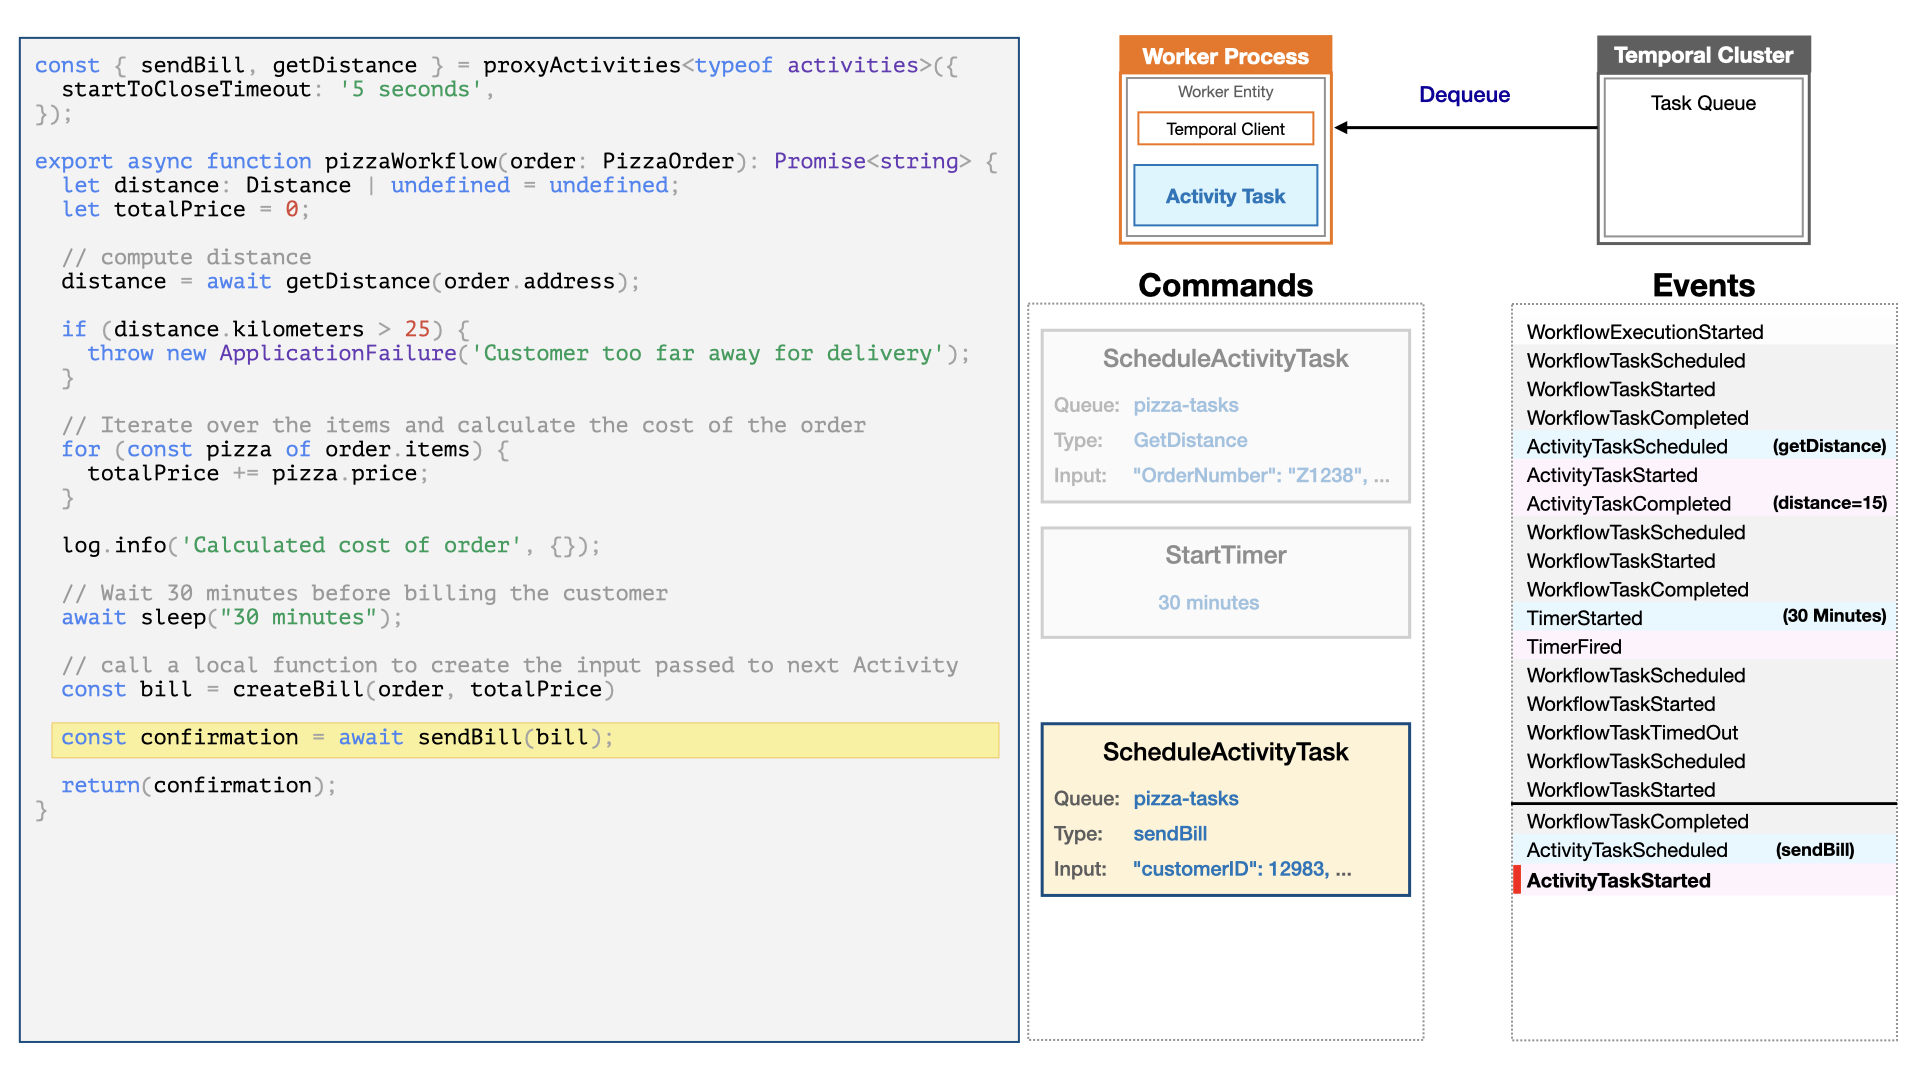 const { sendBill, getDistance } = proxyActivities<typeof activities>({
  startToCloseTimeout: '5 seconds',
});

export async function pizzaWorkflow(order: PizzaOrder): Promise<string> {
  let distance: Distance | undefined = undefined;
  let totalPrice = 0;

  // compute distance
  distance = await getDistance(order.address);

  if (distance.kilometers > 25) {
    throw new ApplicationFailure('Customer too far away for delivery');
  }

  // Iterate over the items and calculate the cost of the order
  for (const pizza of order.items) {
    totalPrice += pizza.price;
  }

  log.info('Calculated cost of order', {});

  // Wait 30 minutes before billing the customer
  await sleep("30 minutes");

  // call a local function to create the input passed to next Activity
  const bill = createBill(order, totalPrice)

  const confirmation = await sendBill(bill);

  return(confirmation);
}
Worker Process
Worker Entity
Temporal Client
Activity Task
Dequeue
Temporal Cluster
Task Queue
Commands
ScheduleActivityTask
Queue: pizza-tasks
Type: GetDistance
Input: "OrderNumber": "Z1238", ...
StartTimer
30 minutes
ScheduleActivityTask
Queue: pizza-tasks
Type: sendBill
Input: "customerID": 12983, ...
Events
WorkflowExecutionStarted
WorkflowTaskScheduled
WorkflowTaskStarted
WorkflowTaskCompleted
ActivityTaskScheduled (getDistance)
ActivityTaskStarted
ActivityTaskCompleted (distance=15)
WorkflowTaskScheduled
WorkflowTaskStarted
WorkflowTaskCompleted
TimerStarted (30 Minutes)
TimerFired
WorkflowTaskScheduled
WorkflowTaskStarted
WorkflowTaskTimedOut
WorkflowTaskScheduled
WorkflowTaskStarted
WorkflowTaskCompleted
ActivityTaskScheduled (sendBill)
ActivityTaskStarted